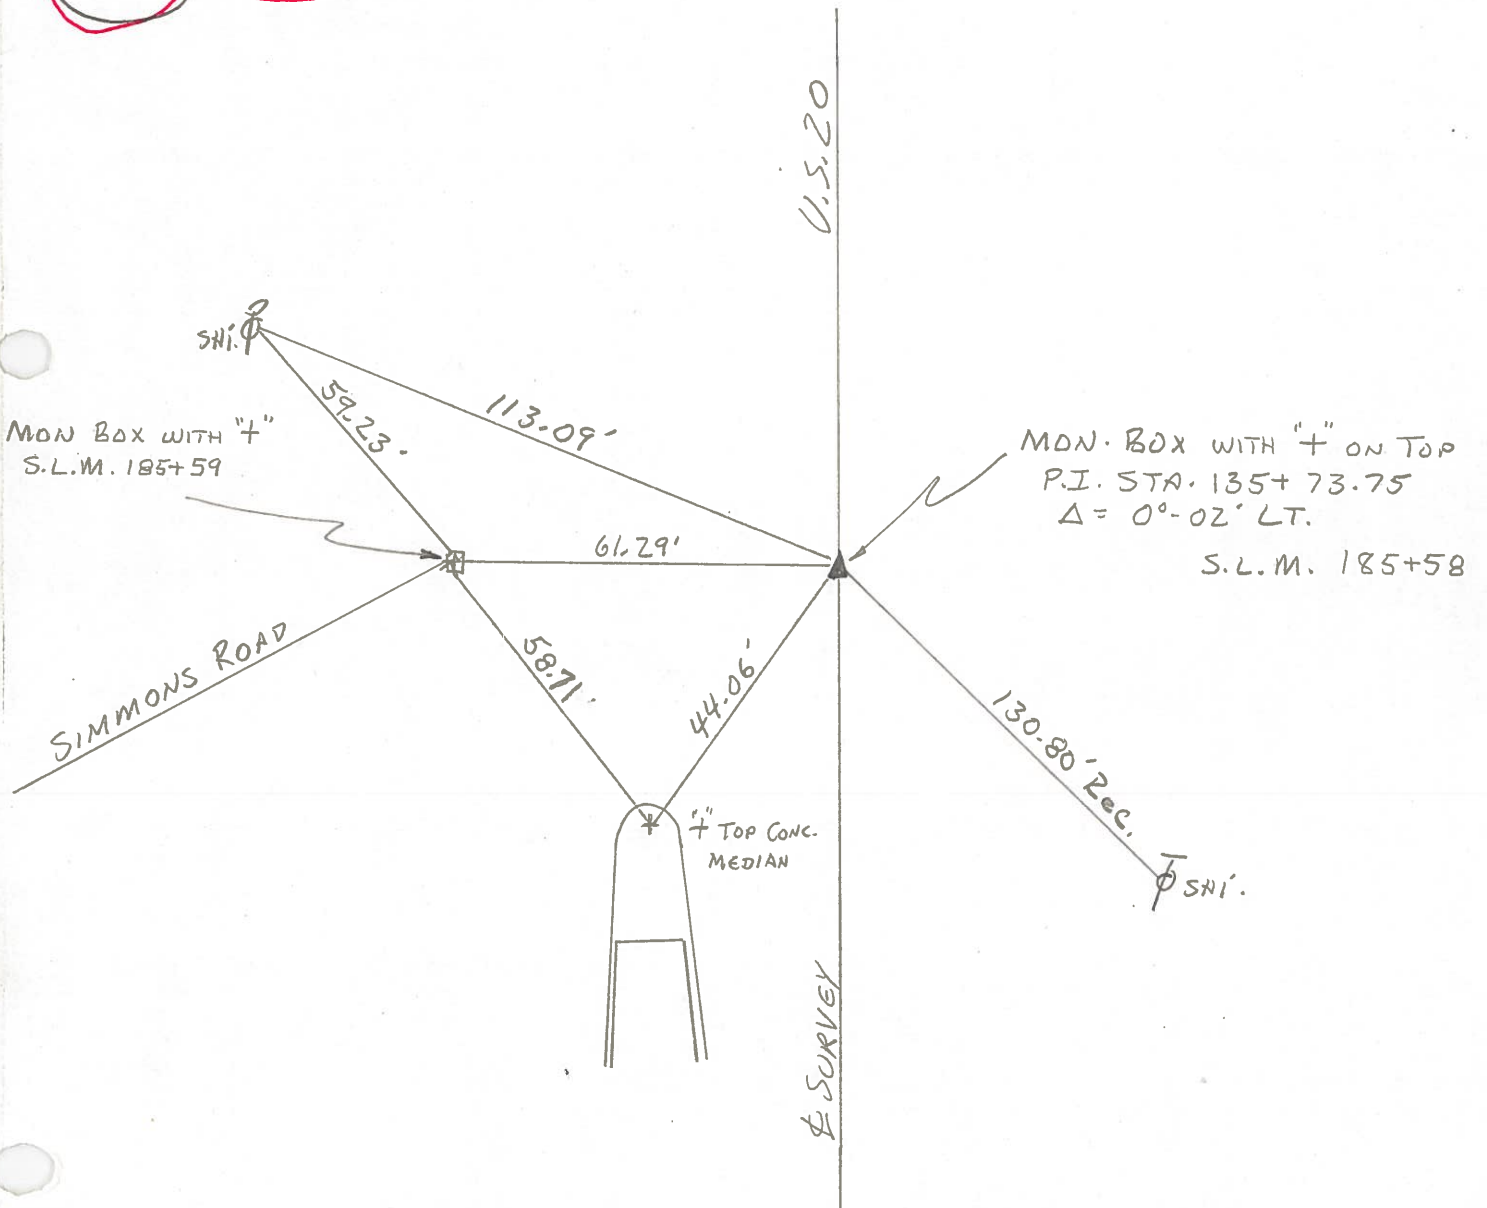 U.S. 20
SHI.
59.23'
113.09'
MON BOX WITH "+"
S.L.M. 185+59
MON. BOX WITH "+" ON TOP
P.I. STA. 135+73.75
Δ = 0°-02' LT.
S.L.M. 185+58
61.29'
SIMMONS ROAD
58.71'
44.06'
130.80' Rec.
"+" TOP CONC.
MEDIAN
SHI.
℄ SURVEY